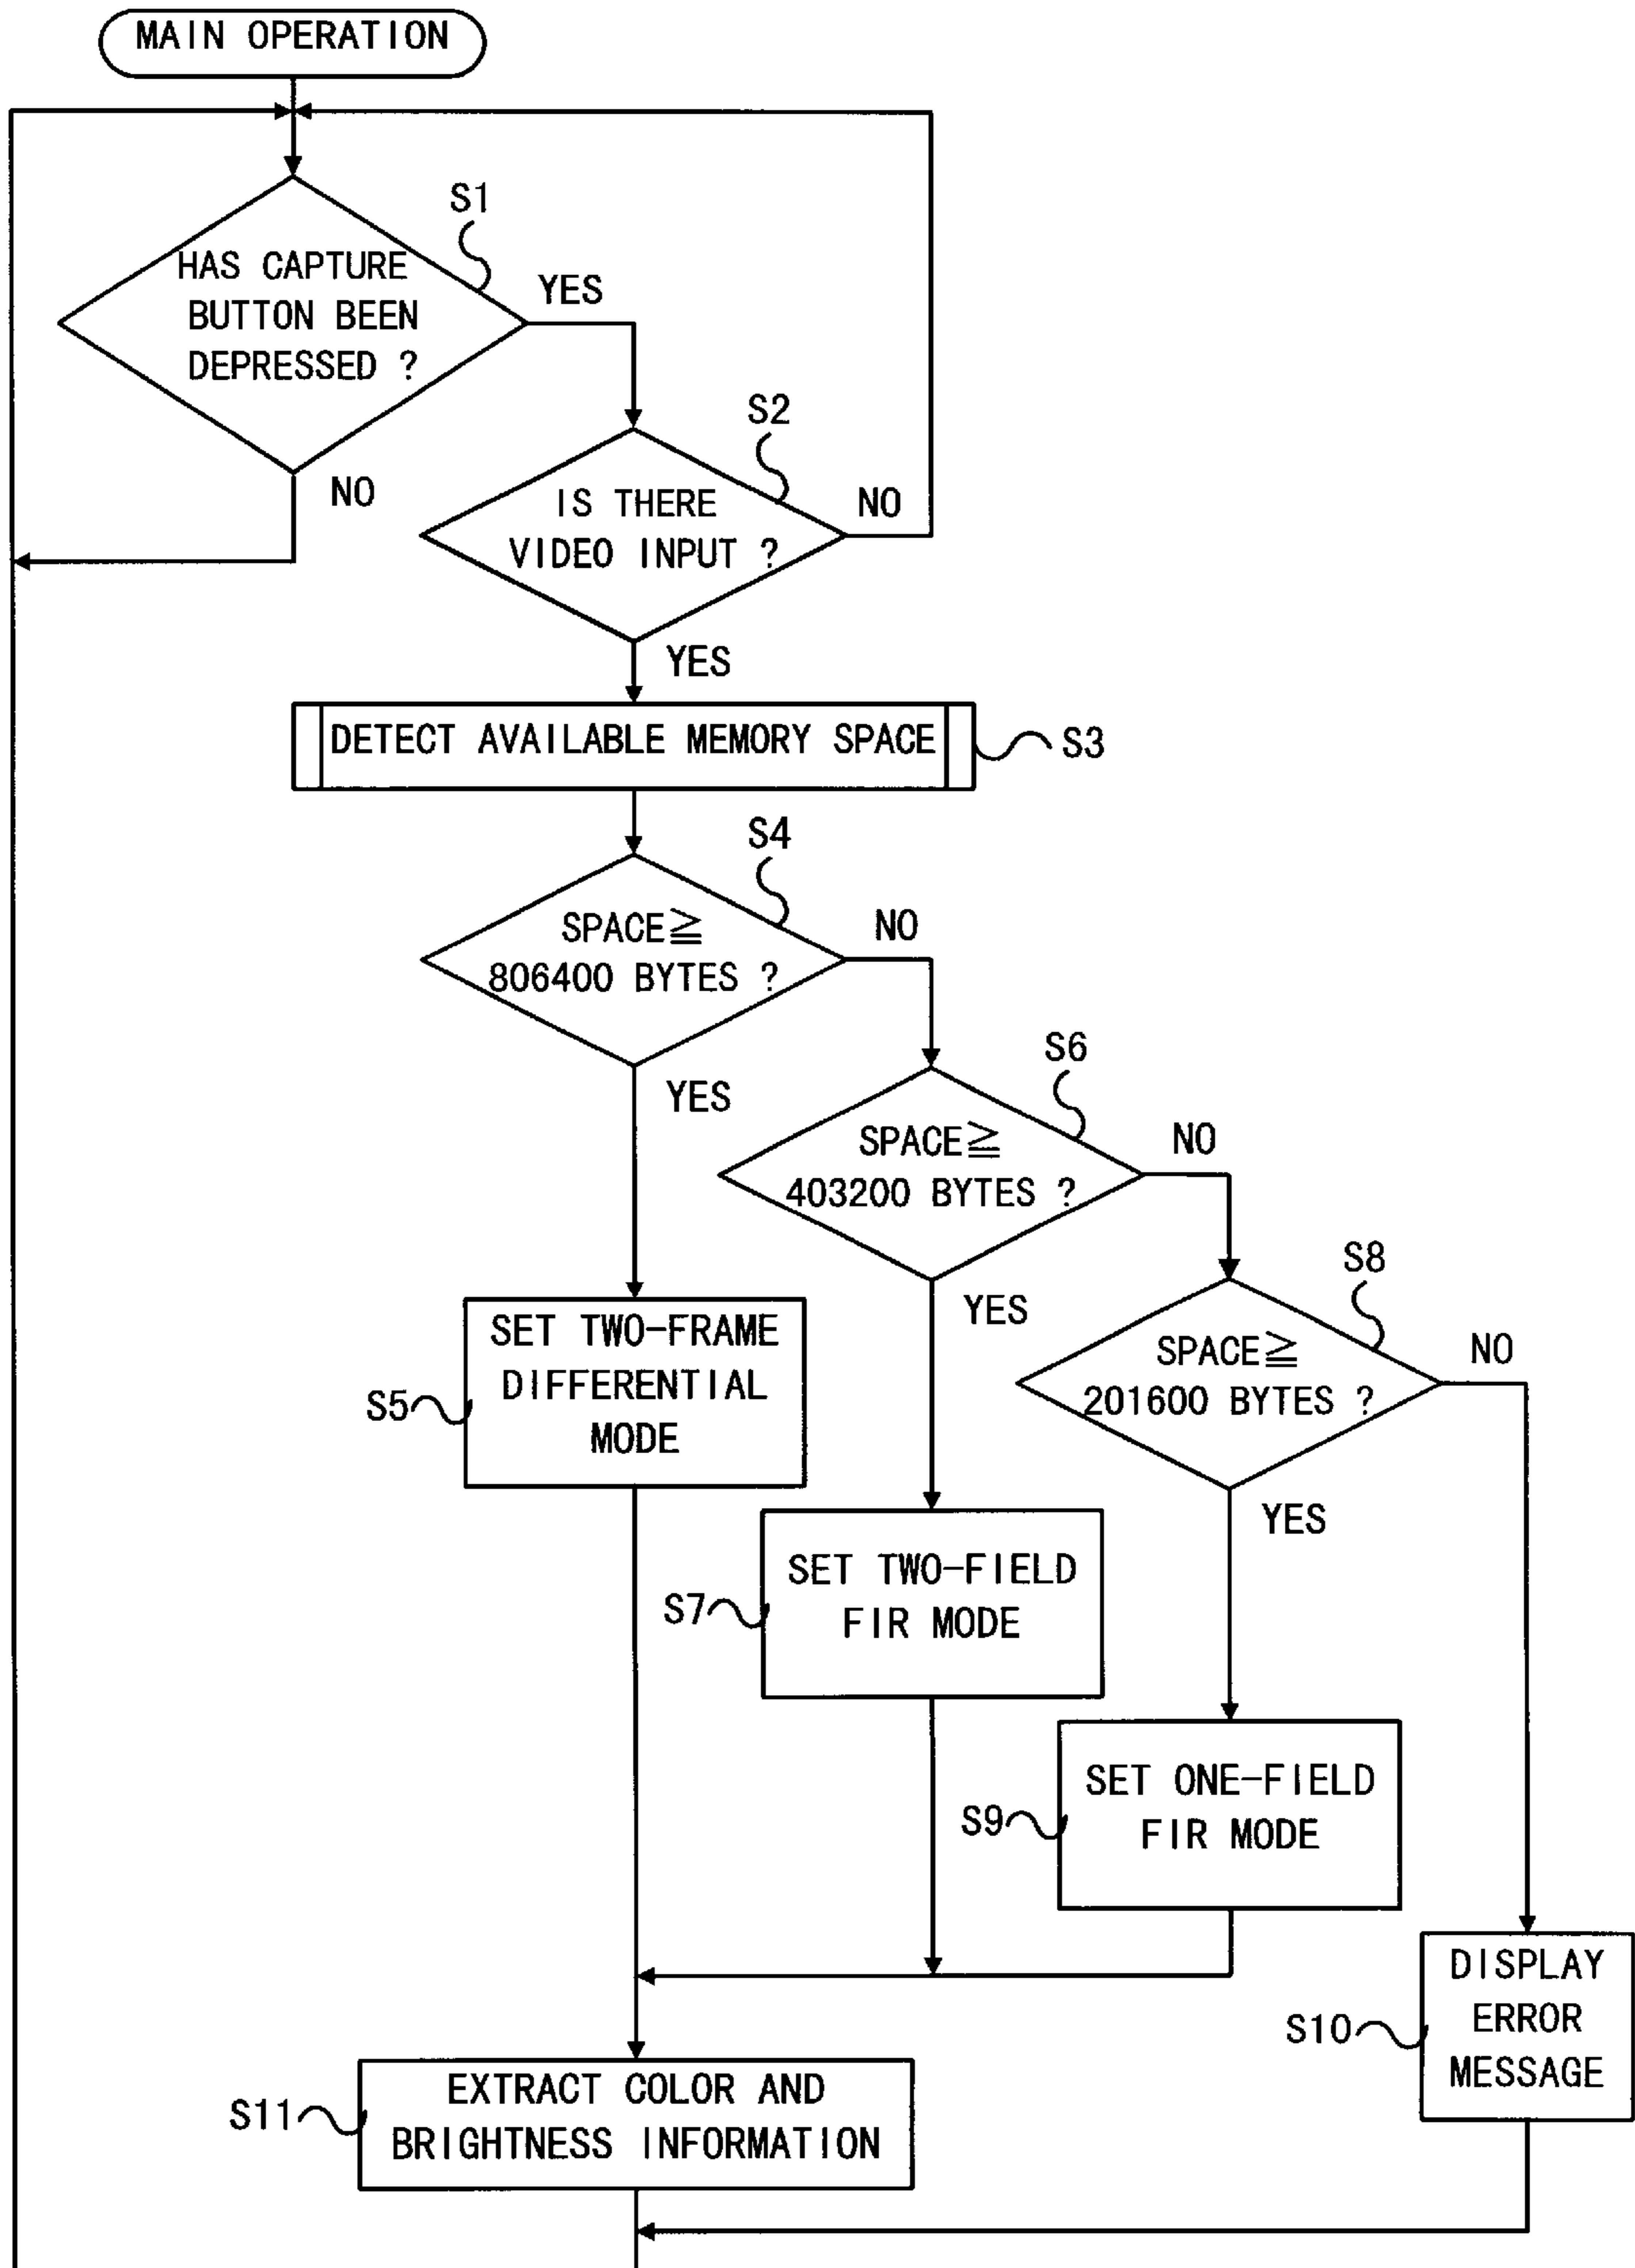 MAIN OPERATION
S1
HAS CAPTURE
BUTTON BEEN
DEPRESSED ?
YES
NO
S2
IS THERE
VIDEO INPUT ?
NO
YES
DETECT AVAILABLE MEMORY SPACE
S3
S4
SPACE≧
806400 BYTES ?
NO
YES
S6
SPACE≧
403200 BYTES ?
NO
YES
S8
SPACE≧
201600 BYTES ?
NO
YES
SET TWO-FRAME
DIFFERENTIAL
MODE
S5
SET TWO-FIELD
FIR MODE
S7
SET ONE-FIELD
FIR MODE
S9
DISPLAY
ERROR
MESSAGE
S10
EXTRACT COLOR AND
BRIGHTNESS INFORMATION
S11